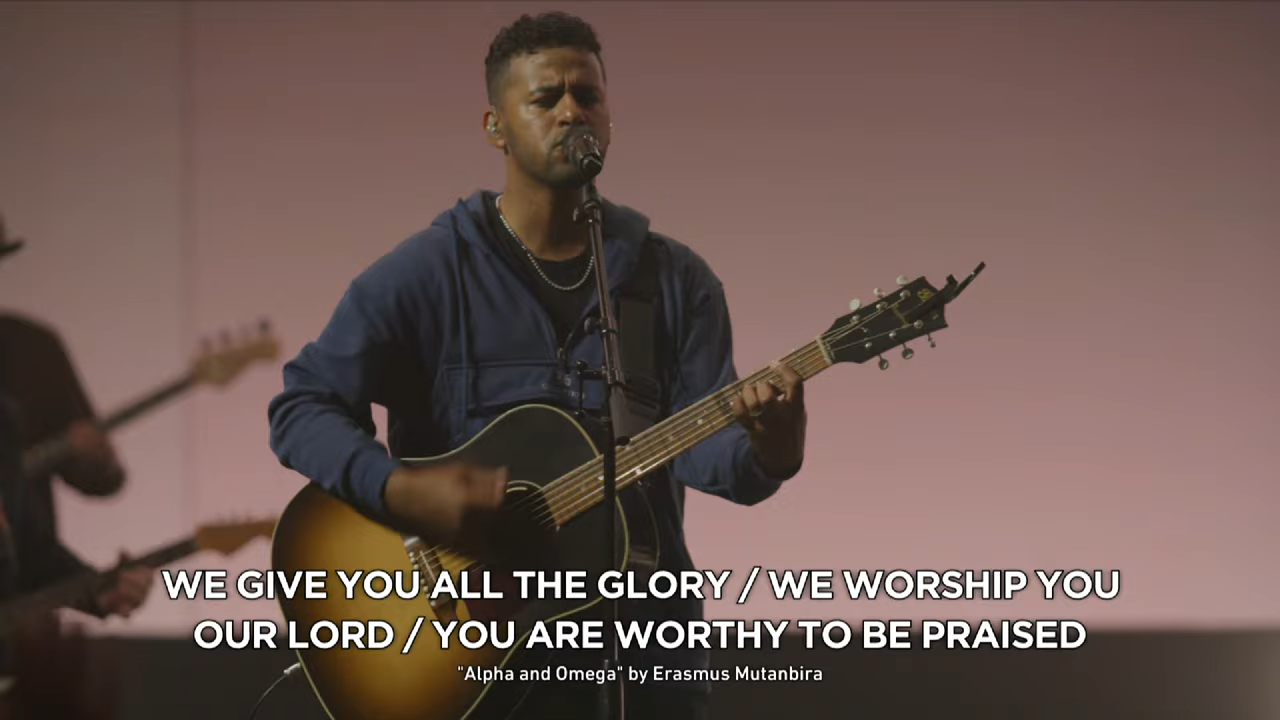 WE GIVE YOU ALL THE GLORY / WE WORSHIP YOU
OUR LORD / YOU ARE WORTHY TO BE PRAISED
"Alpha and Omega" by Erasmus Mutanbira